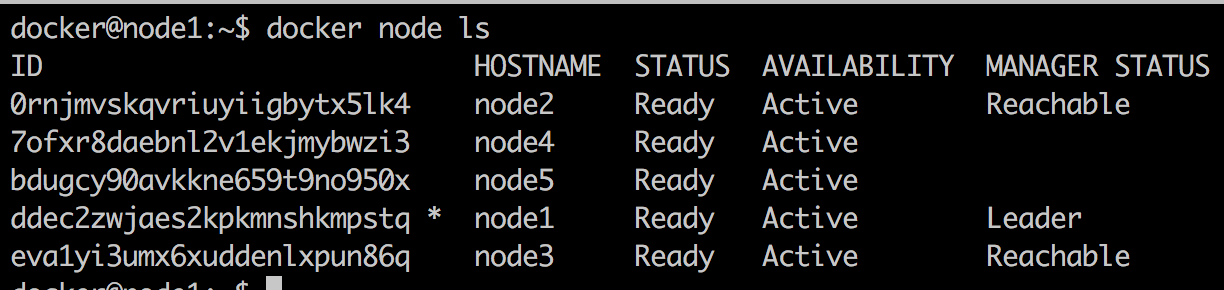 docker@node1:~$ docker node ls
ID HOSTNAME STATUS AVAILABILITY MANAGER STATUS
0rnjmvskqvriuyiigbytx5lk4 node2 Ready Active Reachable
7ofxr8daebnl2v1ekjmybwzi3 node4 Ready Active
bdugcy90avkkne659t9no950x node5 Ready Active
ddec2zwjaes2kpkmnshkmpstq * node1 Ready Active Leader
eva1yi3umx6xuddenlxpun86q node3 Ready Active Reachable
docker@node1:~$